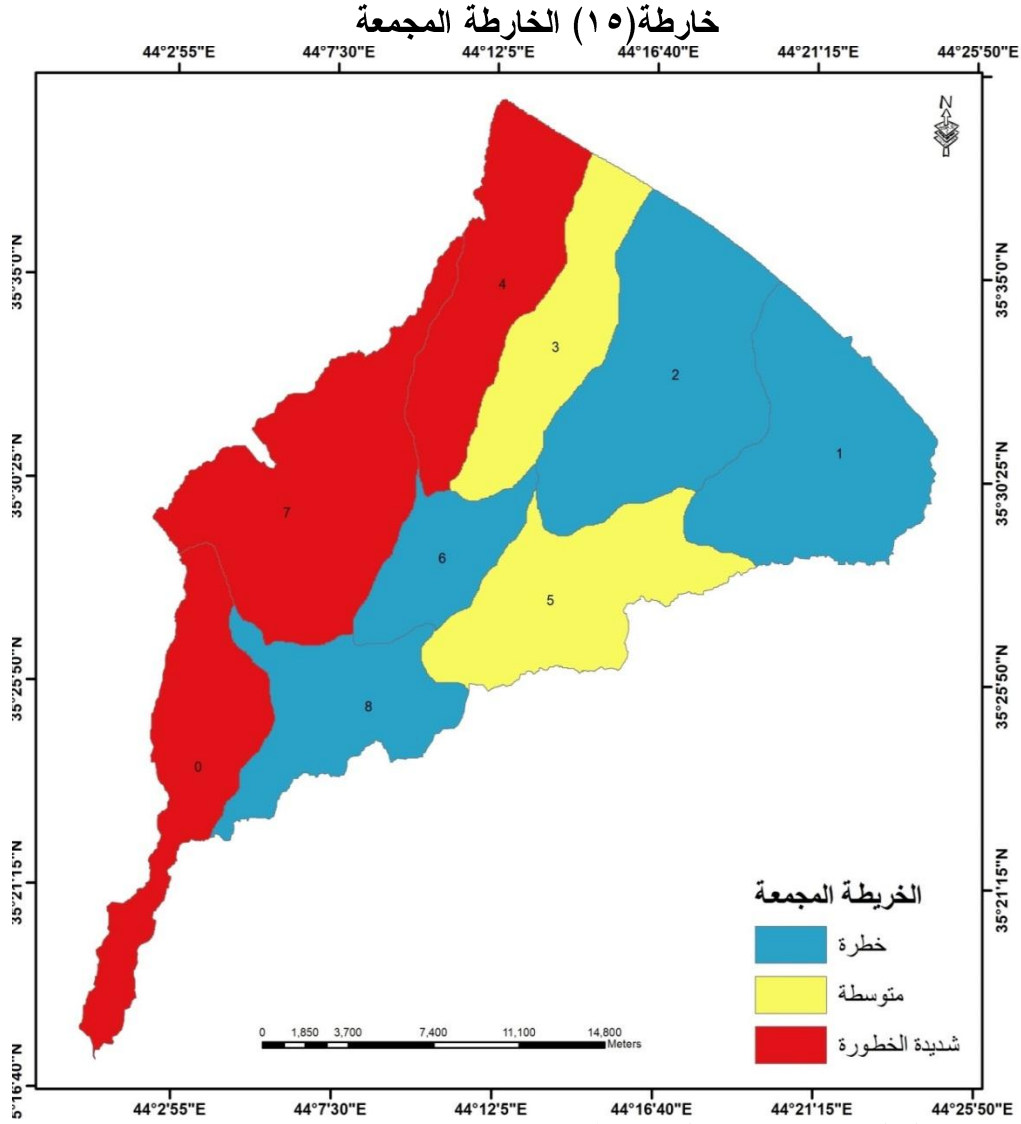 خارطة(١٥) الخارطة المجمعة
44°2'55"E 44°7'30"E 44°12'5"E 44°16'40"E 44°21'15"E 44°25'50"E
N
35°35'0"N 35°35'0"N
4
3
2
1
35°30'25"N 35°30'25"N
7
6
5
35°25'50"N 35°25'50"N
8
0
35°21'15"N 35°21'15"N
الخريطة المجمعة
خطرة
متوسطة
شديدة الخطورة
0 1,850 3,700 7,400 11,100 14,800
Meters
5°16'40"N
44°2'55"E 44°7'30"E 44°12'5"E 44°16'40"E 44°21'15"E 44°25'50"E